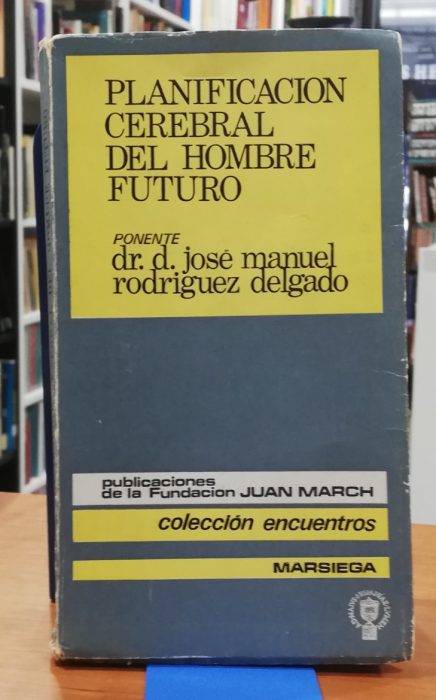 PLANIFICACION
CEREBRAL
DEL HOMBRE
FUTURO
PONENTE
dr. d. josé manuel
rodriguez delgado
publicaciones
de la Fundacion JUAN MARCH
colección encuentros
MARSIEGA